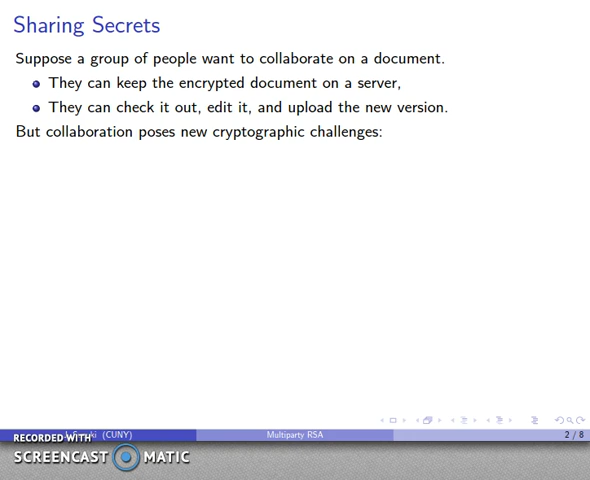 Sharing Secrets
Suppose a group of people want to collaborate on a document.
They can keep the encrypted document on a server,
They can check it out, edit it, and upload the new version.
But collaboration poses new cryptographic challenges:
(CUNY)
Multiparty RSA
2 / 8
RECORDED WITH
SCREENCAST MATIC